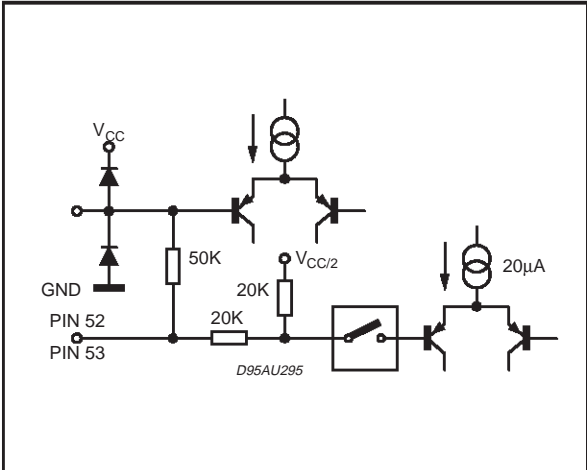 VCC
50K
VCC/2
20µA
GND
20K
PIN 52
20K
PIN 53
D95AU295